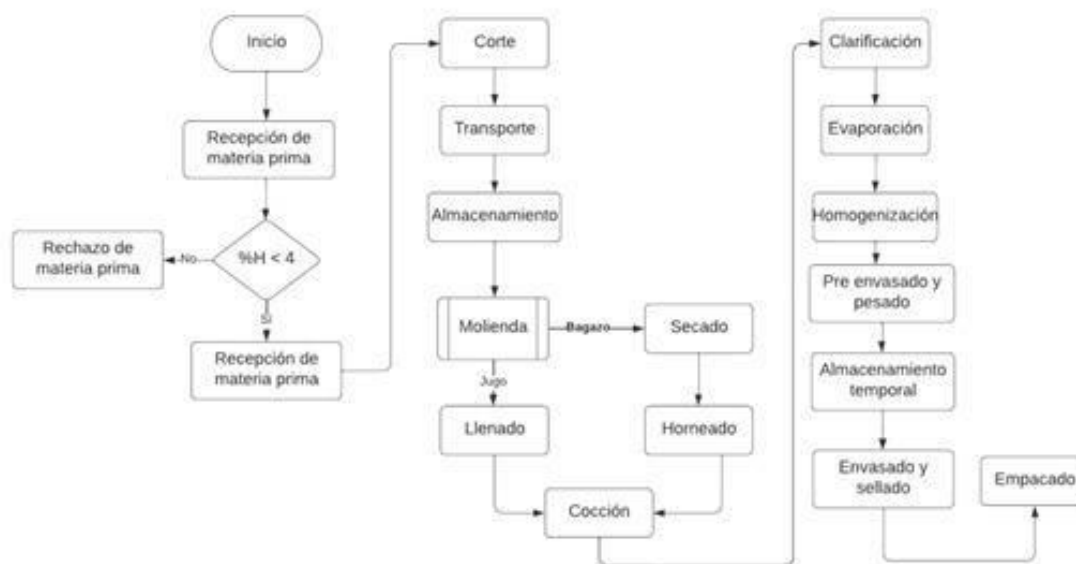 Inicio
Recepción de
materia prima
%H < 4
No
Rechazo de
materia prima
Si
Recepción de
materia prima
Corte
Transporte
Almacenamiento
Molienda
Bagazo
Secado
Jugo
Llenado
Horneado
Cocción
Clarificación
Evaporación
Homogenización
Pre envasado y
pesado
Almacenamiento
temporal
Envasado y
sellado
Empacado